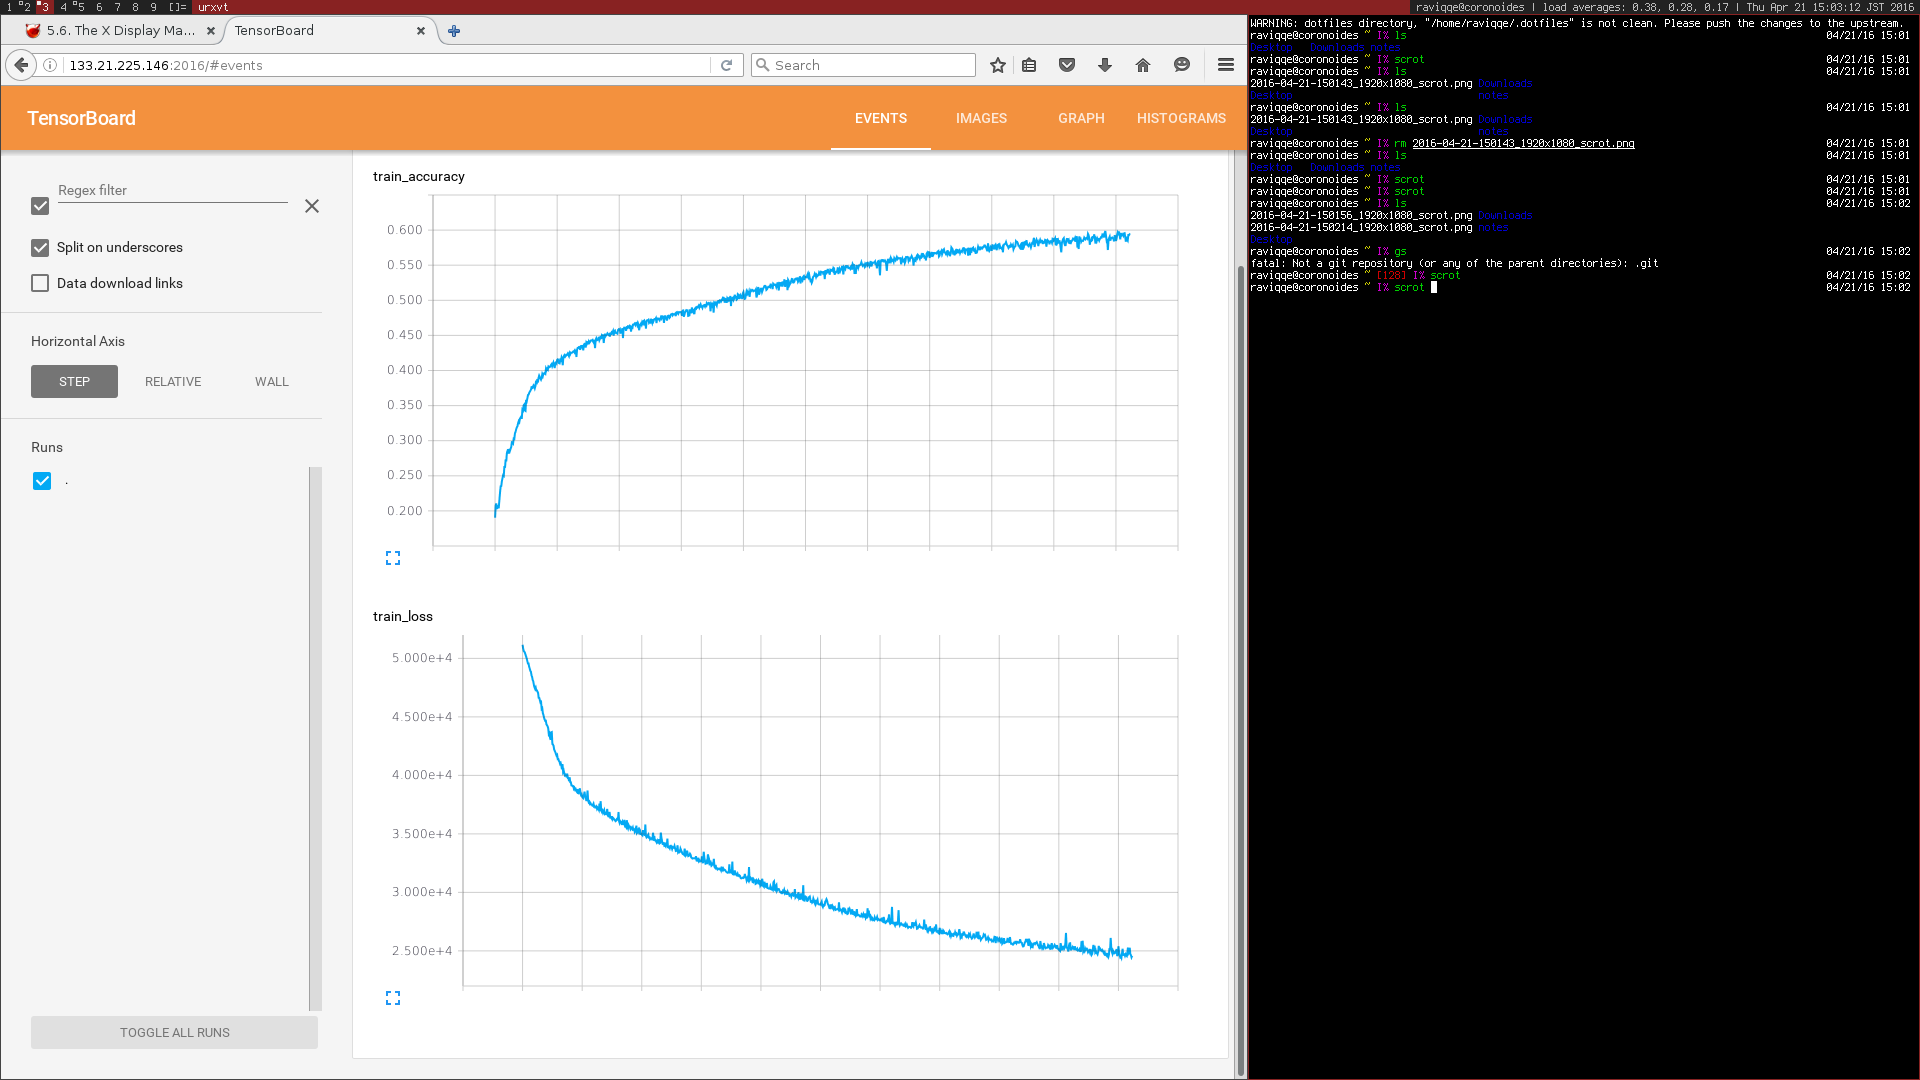 1 2 3 4 5 6 7 8 9 []= urxvt
raviqqe@coronoides | load averages: 0.38, 0.28, 0.17 | Thu Apr 21 15:03:12 JST 2016
5.6. The X Display Ma...
TensorBoard
133.21.225.146:2016/#events
Search
TensorBoard
EVENTS
IMAGES
GRAPH
HISTOGRAMS
Regex filter
Split on underscores
Data download links
Horizontal Axis
STEP
RELATIVE
WALL
Runs
.
TOGGLE ALL RUNS
train_accuracy
0.600
0.550
0.500
0.450
0.400
0.350
0.300
0.250
0.200
train_loss
5.000e+4
4.500e+4
4.000e+4
3.500e+4
3.000e+4
2.500e+4
WARNING: dotfiles directory, "/home/raviqqe/.dotfiles" is not clean. Please push the changes to the upstream.
raviqqe@coronoides ~ I% ls 04/21/16 15:01
Desktop Downloads notes
raviqqe@coronoides ~ I% scrot 04/21/16 15:01
raviqqe@coronoides ~ I% ls 04/21/16 15:01
2016-04-21-150143_1920x1080_scrot.png Downloads
Desktop notes
raviqqe@coronoides ~ I% ls 04/21/16 15:01
2016-04-21-150143_1920x1080_scrot.png Downloads
Desktop notes
raviqqe@coronoides ~ I% rm 2016-04-21-150143_1920x1080_scrot.png 04/21/16 15:01
raviqqe@coronoides ~ I% ls 04/21/16 15:01
Desktop Downloads notes
raviqqe@coronoides ~ I% scrot 04/21/16 15:01
raviqqe@coronoides ~ I% scrot 04/21/16 15:01
raviqqe@coronoides ~ I% ls 04/21/16 15:02
2016-04-21-150156_1920x1080_scrot.png Downloads
2016-04-21-150214_1920x1080_scrot.png notes
Desktop
raviqqe@coronoides ~ I% gs 04/21/16 15:02
fatal: Not a git repository (or any of the parent directories): .git
raviqqe@coronoides ~ [128] I% scrot 04/21/16 15:02
raviqqe@coronoides ~ I% scrot 04/21/16 15:02